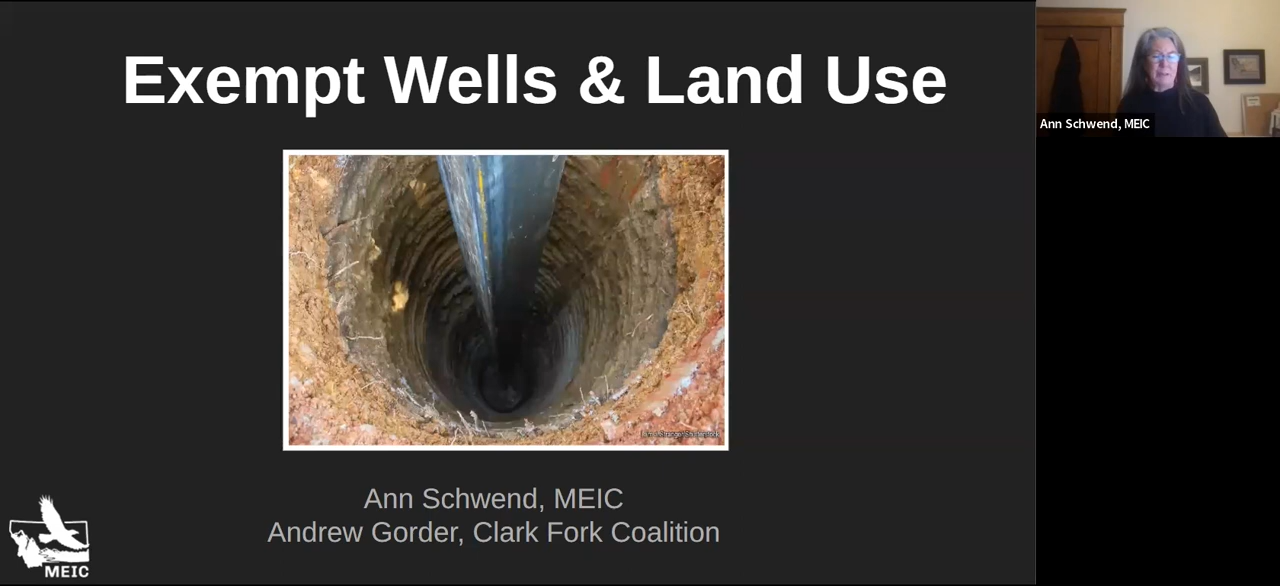 Exempt Wells & Land Use
Ann Schwend, MEIC
Ann Schwend, MEIC
Andrew Gorder, Clark Fork Coalition
MEIC